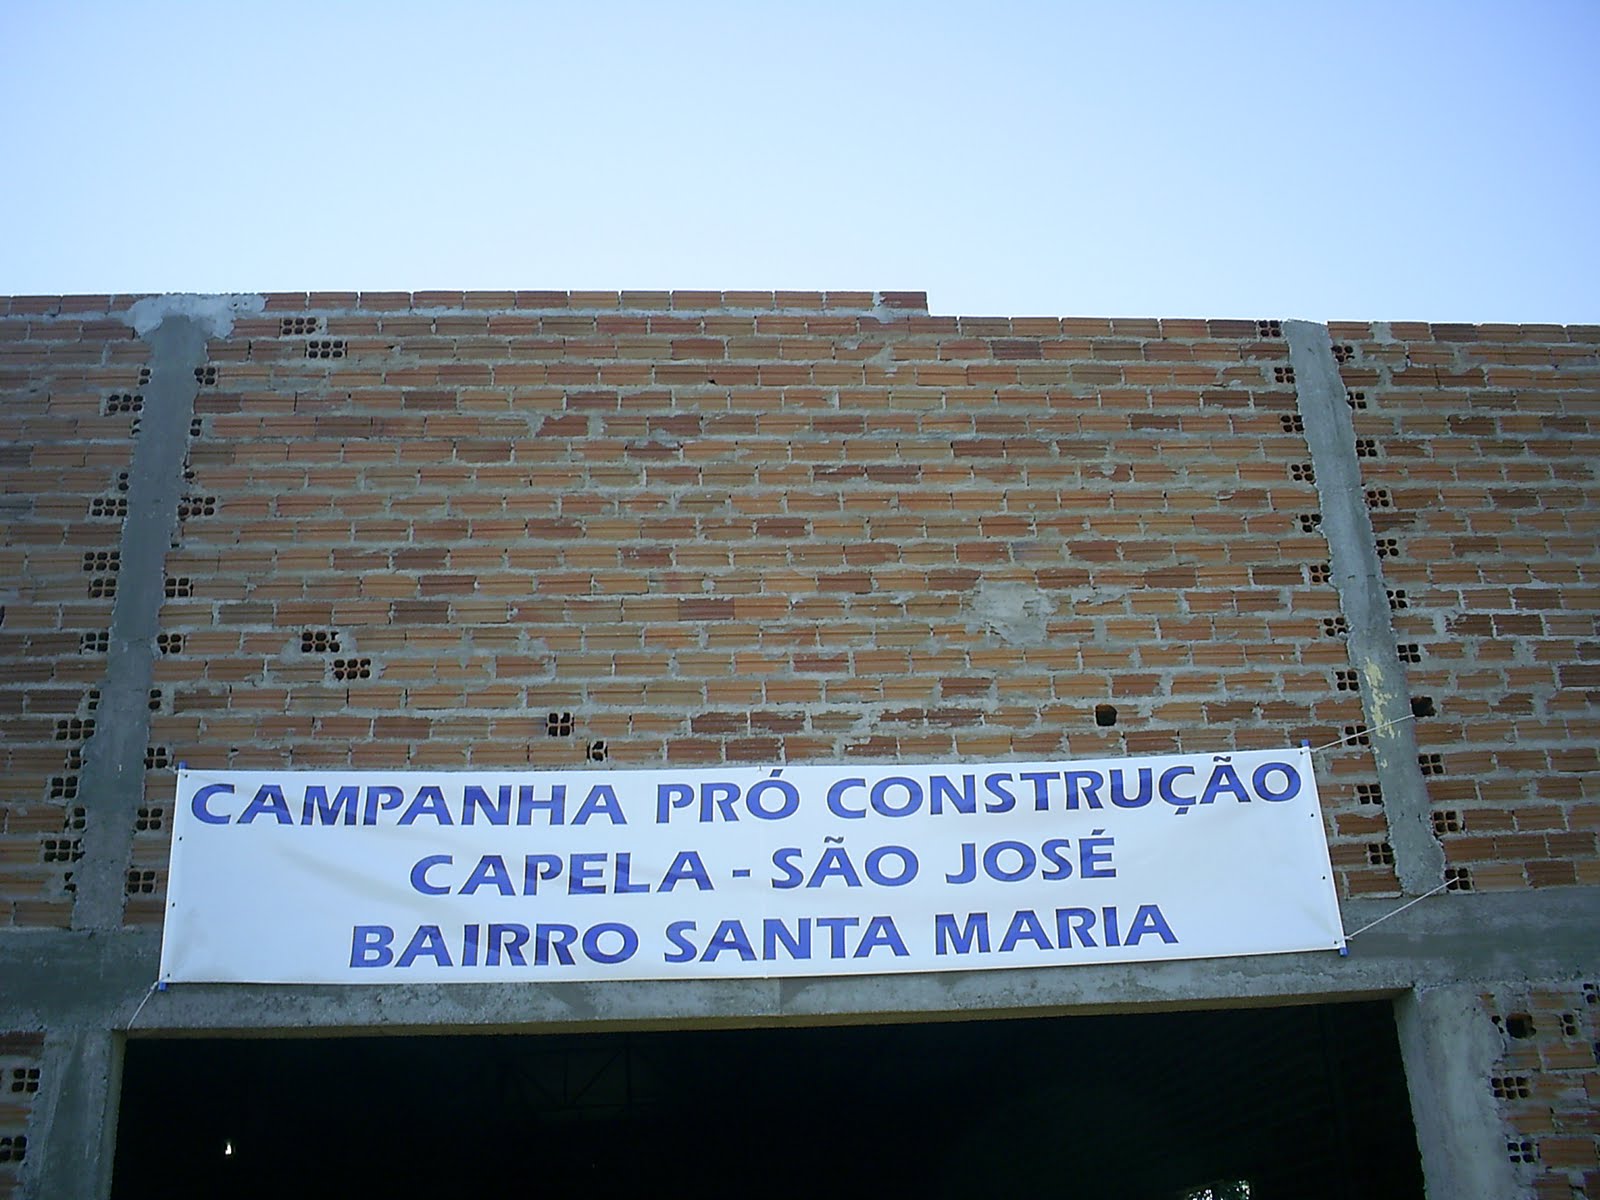 CAMPANHA PRÓ CONSTRUÇÃO
CAPELA - SÃO JOSÉ
BAIRRO SANTA MARIA